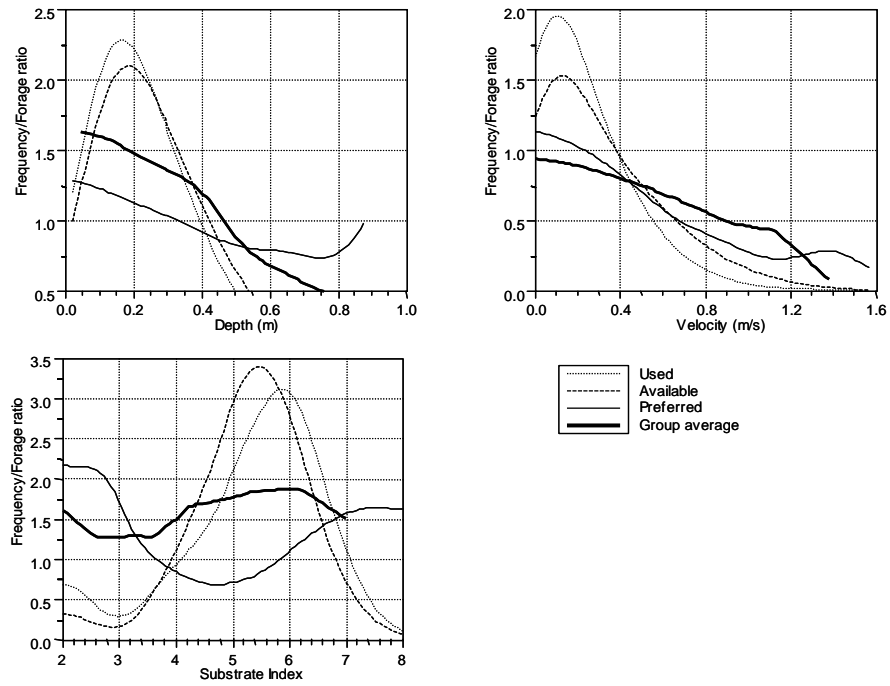 Frequency/Forage ratio
2.5
2.0
1.5
1.0
0.5
0.0 0.2 0.4 0.6 0.8 1.0
Depth (m)
Frequency/Forage ratio
2.0
1.5
1.0
0.5
0.0
0.0 0.4 0.8 1.2 1.6
Velocity (m/s)
Frequency/Forage ratio
3.5
3.0
2.5
2.0
1.5
1.0
0.5
0.0
2 3 4 5 6 7 8
Substrate Index
Used
Available
Preferred
Group average